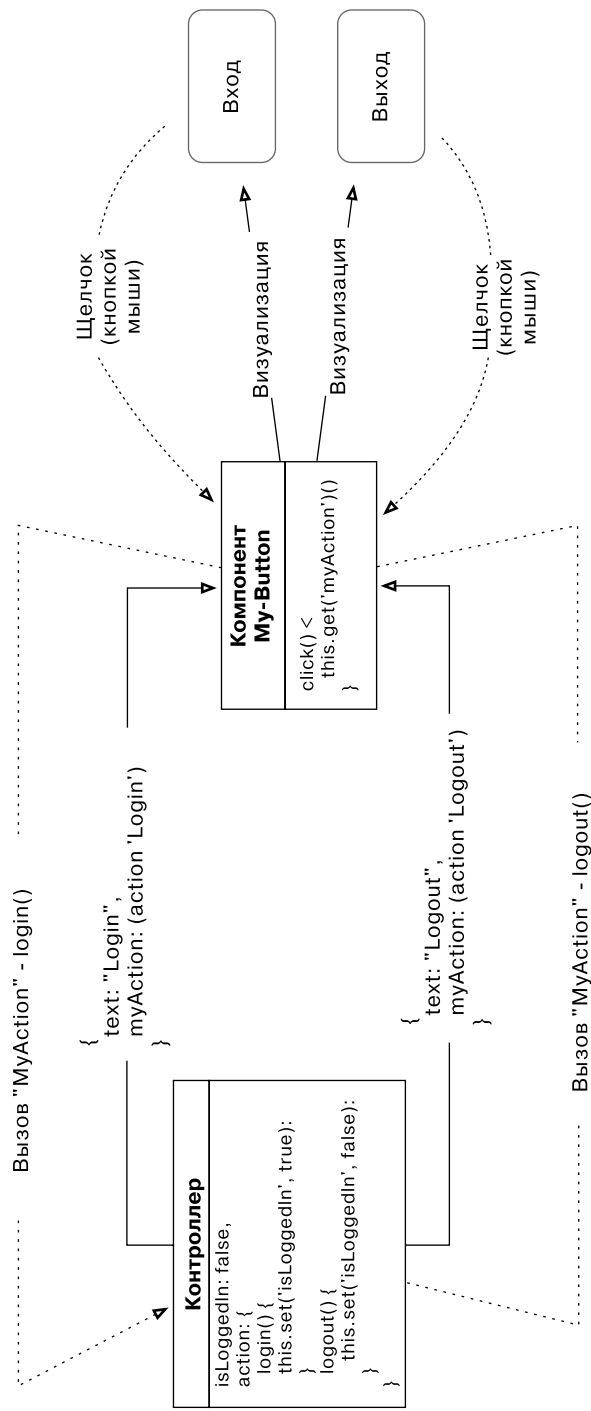 Вызов "MyAction" - login()
{
text: "Login",
myAction: (action 'Login')
}
Щелчок
(кнопкой
мыши)
Контроллер
isLoggedIn: false,
action: {
login() {
this.set('isLoggedIn', true):
}
logout() {
this.set('isLoggedIn', false):
}
}
Компонент
My-Button
click() <
this.get('myAction')()
}
Визуализация
Вход
Визуализация
Выход
{
text: "Logout",
myAction: (action 'Logout')
}
Щелчок
(кнопкой
мыши)
Вызов "MyAction" - logout()